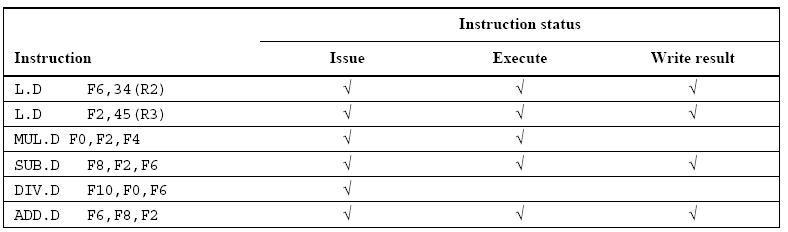 Instruction status
Instruction Issue Execute Write result
L.D F6,34(R2) √ √ √
L.D F2,45(R3) √ √ √
MUL.D F0,F2,F4 √ √
SUB.D F8,F2,F6 √ √ √
DIV.D F10,F0,F6 √
ADD.D F6,F8,F2 √ √ √